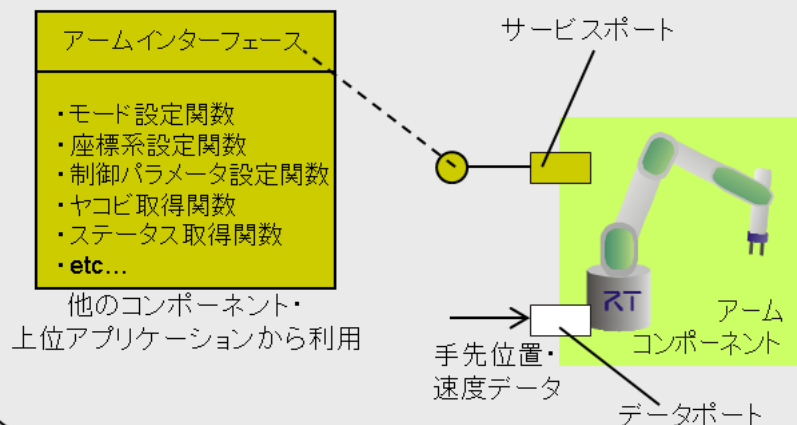 アームインターフェース
・モード設定関数
・座標系設定関数
・制御パラメータ設定関数
・ヤコビ取得関数
・ステータス取得関数
・etc...
他のコンポーネント・
上位アプリケーションから利用
サービスポート
RT
アーム
コンポーネント
手先位置・
速度データ
データポート